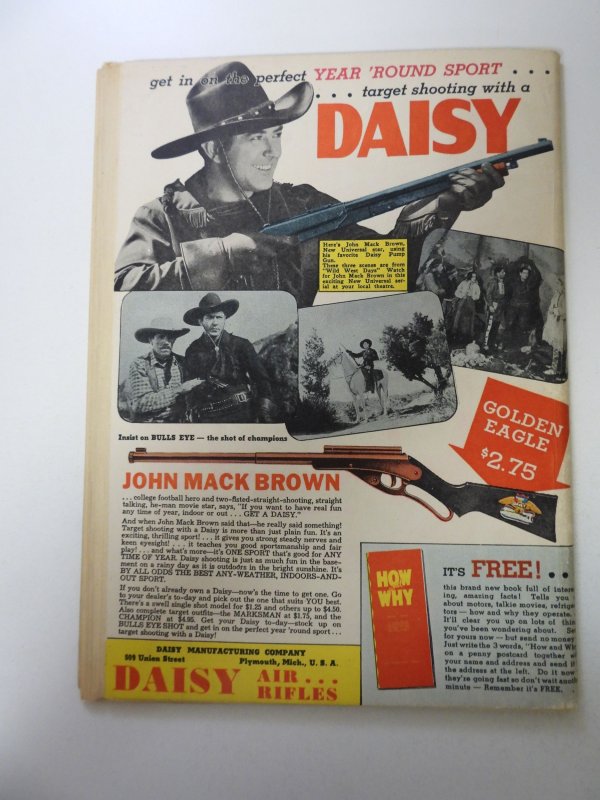 get in on the perfect YEAR 'ROUND SPORT . . .
. . . target shooting with a
DAISY
Here's John Mack Brown,
New Universal star, using
his favorite Daisy Pump
Gun.
These three scenes are from
"Wild West Days" Watch
for John Mack Brown in this
exciting New Universal ser-
ial at your local theatre.
Insist on BULLS EYE — the shot of champions
GOLDEN
EAGLE
$2.75
JOHN MACK BROWN
. . . college football hero and two-fisted-straight-shooting, straight
talking, he-man movie star, says, "If you want to have real fun
any time of year, indoor or out . . . GET A DAISY."
And when John Mack Brown said that—he really said something!
Target shooting with a Daisy is more than just plain fun. It's an
exciting, thrilling sport! . . . it gives you strong steady nerves and
keen eyesight! . . . it teaches you good sportsmanship and fair
play! . . . and what's more—it's ONE SPORT that's good for ANY
TIME OF YEAR. Daisy shooting is just as much fun in the base-
ment on a rainy day as it is outdoors in the bright sunshine. It's
BY ALL ODDS THE BEST ANY-WEATHER, INDOORS-AND-
OUT SPORT.
If you don't already own a Daisy—now's the time to get one. Go
to your dealer's to-day and pick out the one that suits YOU best.
There's a swell single shot model for $1.25 and others up to $4.50.
Also complete target outfits—the MARKSMAN at $1.75, and the
CHAMPION at $4.95. Get your Daisy to-day—stock up on
BULLS EYE SHOT and get in on the perfect year 'round sport . . .
target shooting with a Daisy!
DAISY MANUFACTURING COMPANY
509 Union Street Plymouth, Mich., U. S. A.
DAISY AIR . . .
RIFLES
HOW
AND
WHY
IT'S FREE! . .
this brand new book full of intere
ing, amazing facts! Tells you
about motors, talkie movies, refrige
tors — how and why they operate.
It'll clear you up on lots of thin
you've been wondering about. Se
for yours now — but send no money
Just write the 3 words, "How and Wh
on a penny postcard together wi
your name and address and send it
the address at the left. Do it now
they're going fast so don't wait anoth
minute — Remember it's FREE.